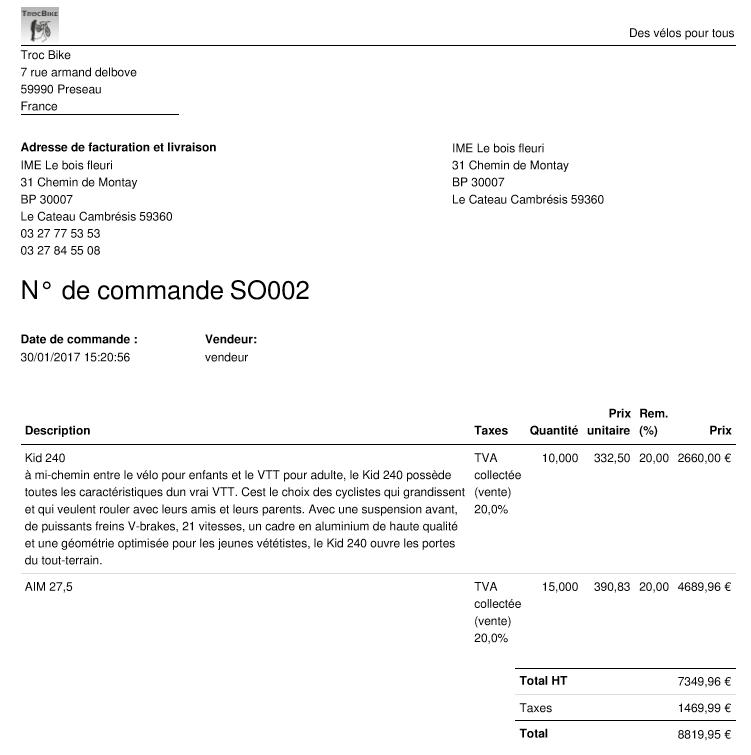 TROCBIKE
Des vélos pour tous
Troc Bike
7 rue armand delbove
59990 Preseau
France
Adresse de facturation et livraison
IME Le bois fleuri
31 Chemin de Montay
BP 30007
Le Cateau Cambrésis 59360
03 27 77 53 53
03 27 84 55 08
IME Le bois fleuri
31 Chemin de Montay
BP 30007
Le Cateau Cambrésis 59360
N° de commande SO002
Date de commande : Vendeur:
30/01/2017 15:20:56 vendeur
Description Taxes Quantité Prix unitaire Rem. (%) Prix
Kid 240 TVA collectée (vente) 20,0% 10,000 332,50 20,00 2660,00 €
à mi-chemin entre le vélo pour enfants et le VTT pour adulte, le Kid 240 possède
toutes les caractéristiques dun vrai VTT. Cest le choix des cyclistes qui grandissent
et qui veulent rouler avec leurs amis et leurs parents. Avec une suspension avant,
de puissants freins V-brakes, 21 vitesses, un cadre en aluminium de haute qualité
et une géométrie optimisée pour les jeunes vététistes, le Kid 240 ouvre les portes
du tout-terrain.
AIM 27,5 TVA collectée (vente) 20,0% 15,000 390,83 20,00 4689,96 €
Total HT 7349,96 €
Taxes 1469,99 €
Total 8819,95 €